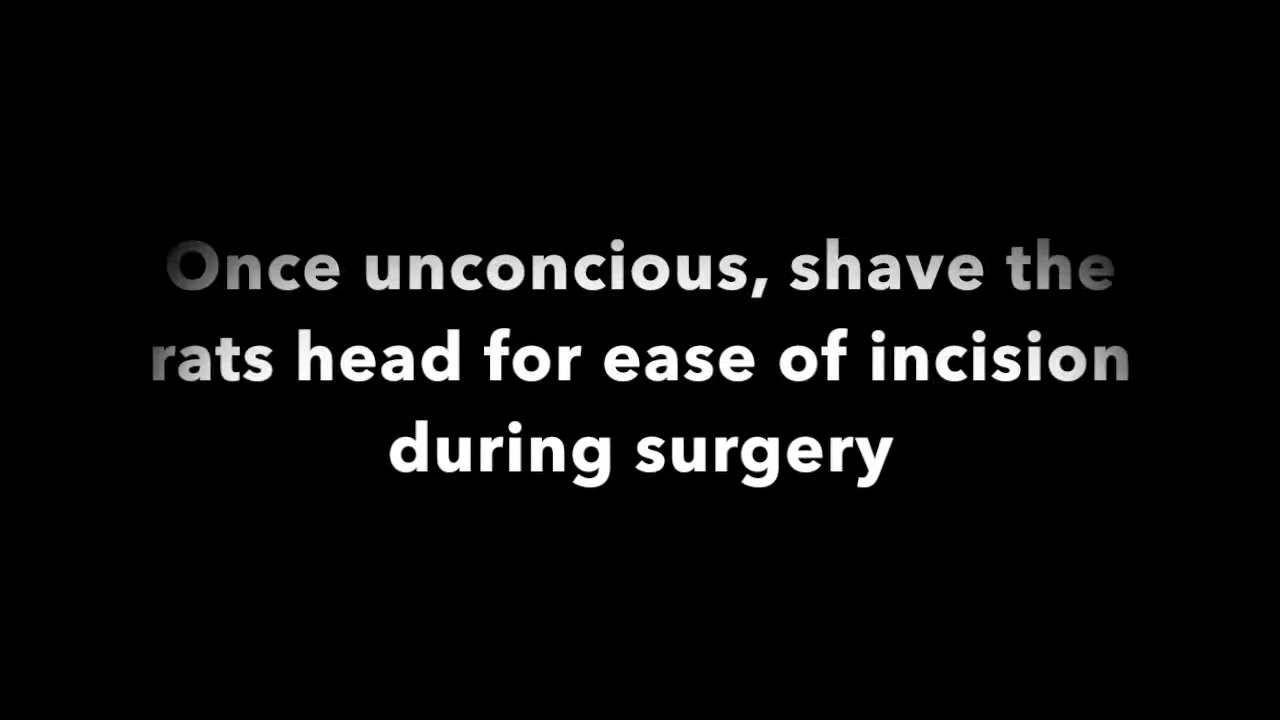 Once unconcious, shave the
rats head for ease of incision
during surgery